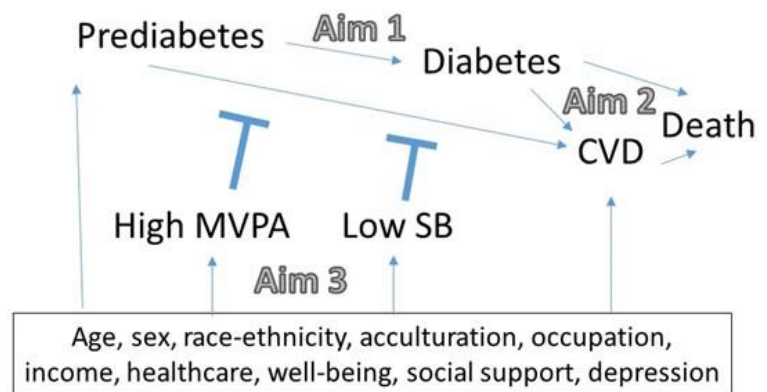 Prediabetes
Aim 1
Diabetes
Aim 2
Death
CVD
High MVPA
Low SB
Aim 3
Age, sex, race-ethnicity, acculturation, occupation,
income, healthcare, well-being, social support, depression